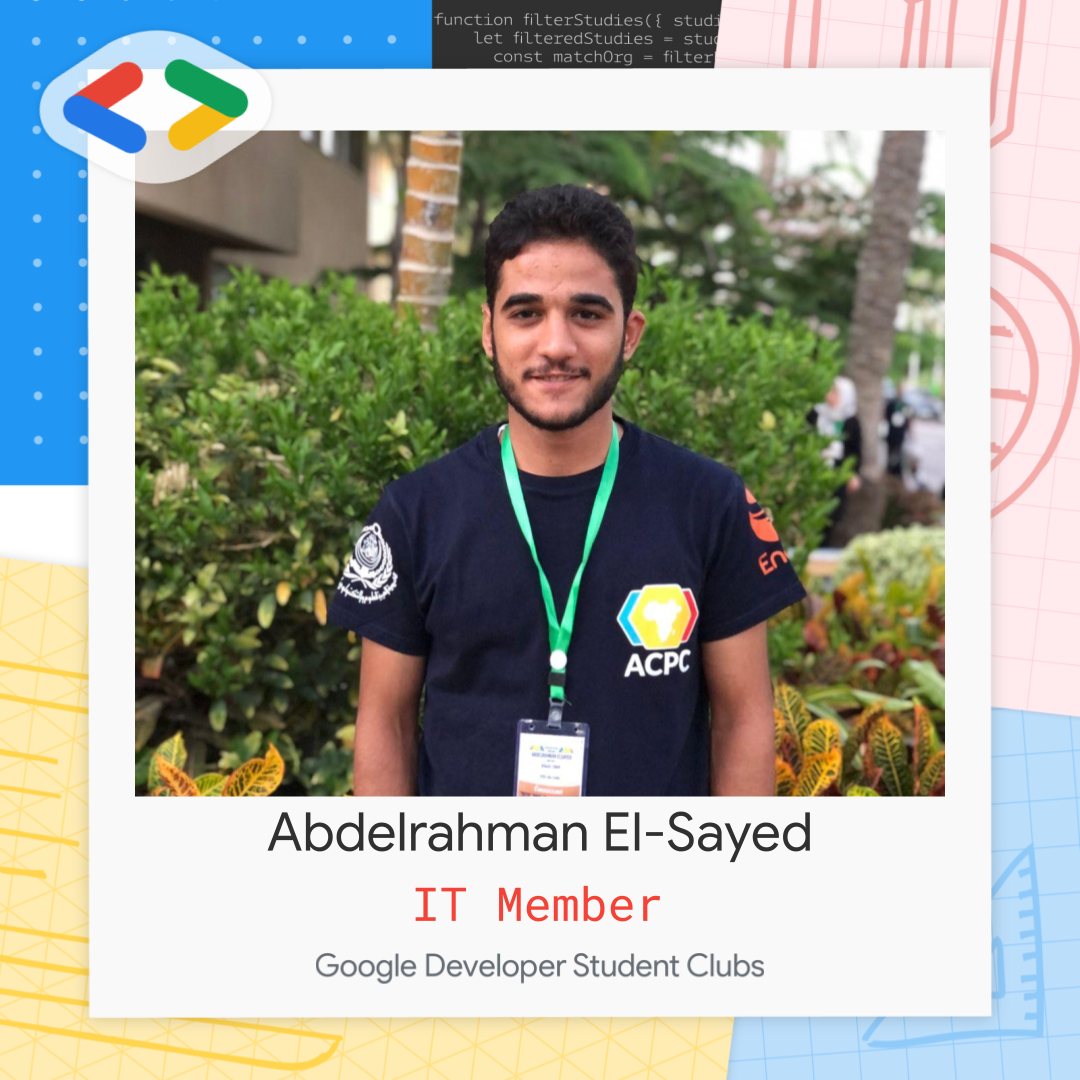 function filterStudies({ studi
let filteredStudies = stud
const matchOrg = filter
En
ACPC
Abdelrahman El-Sayed
IT Member
Google Developer Student Clubs